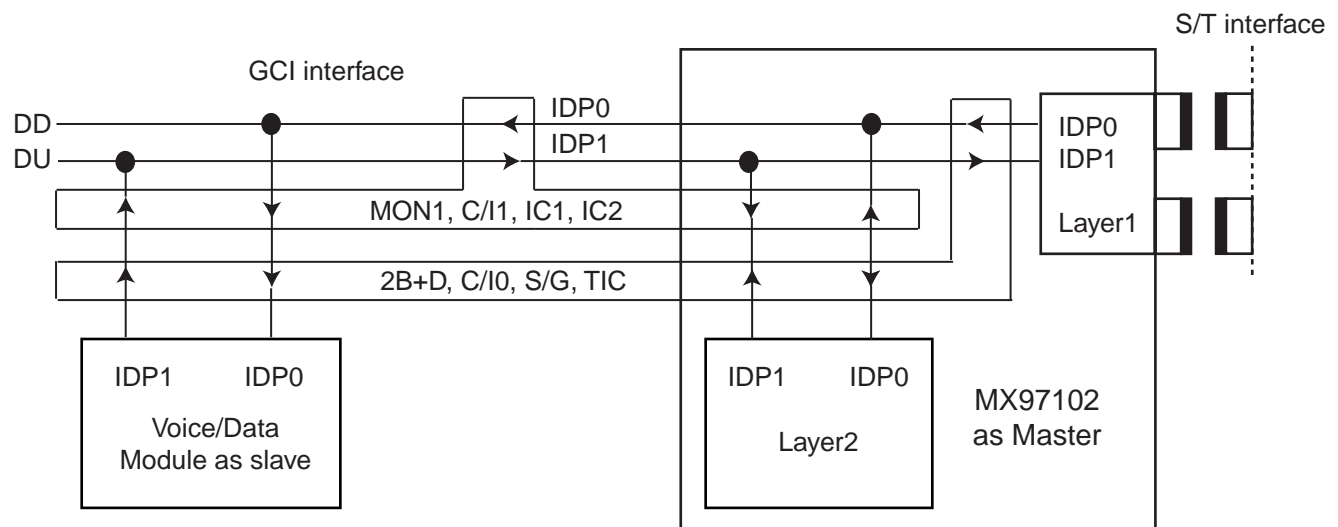 S/T interface
GCI interface
DD
IDP0
IDP0
DU
IDP1
IDP1
MON1, C/I1, IC1, IC2
Layer1
2B+D, C/I0, S/G, TIC
IDP1
IDP0
IDP1
IDP0
Voice/Data
Module as slave
Layer2
MX97102
as Master